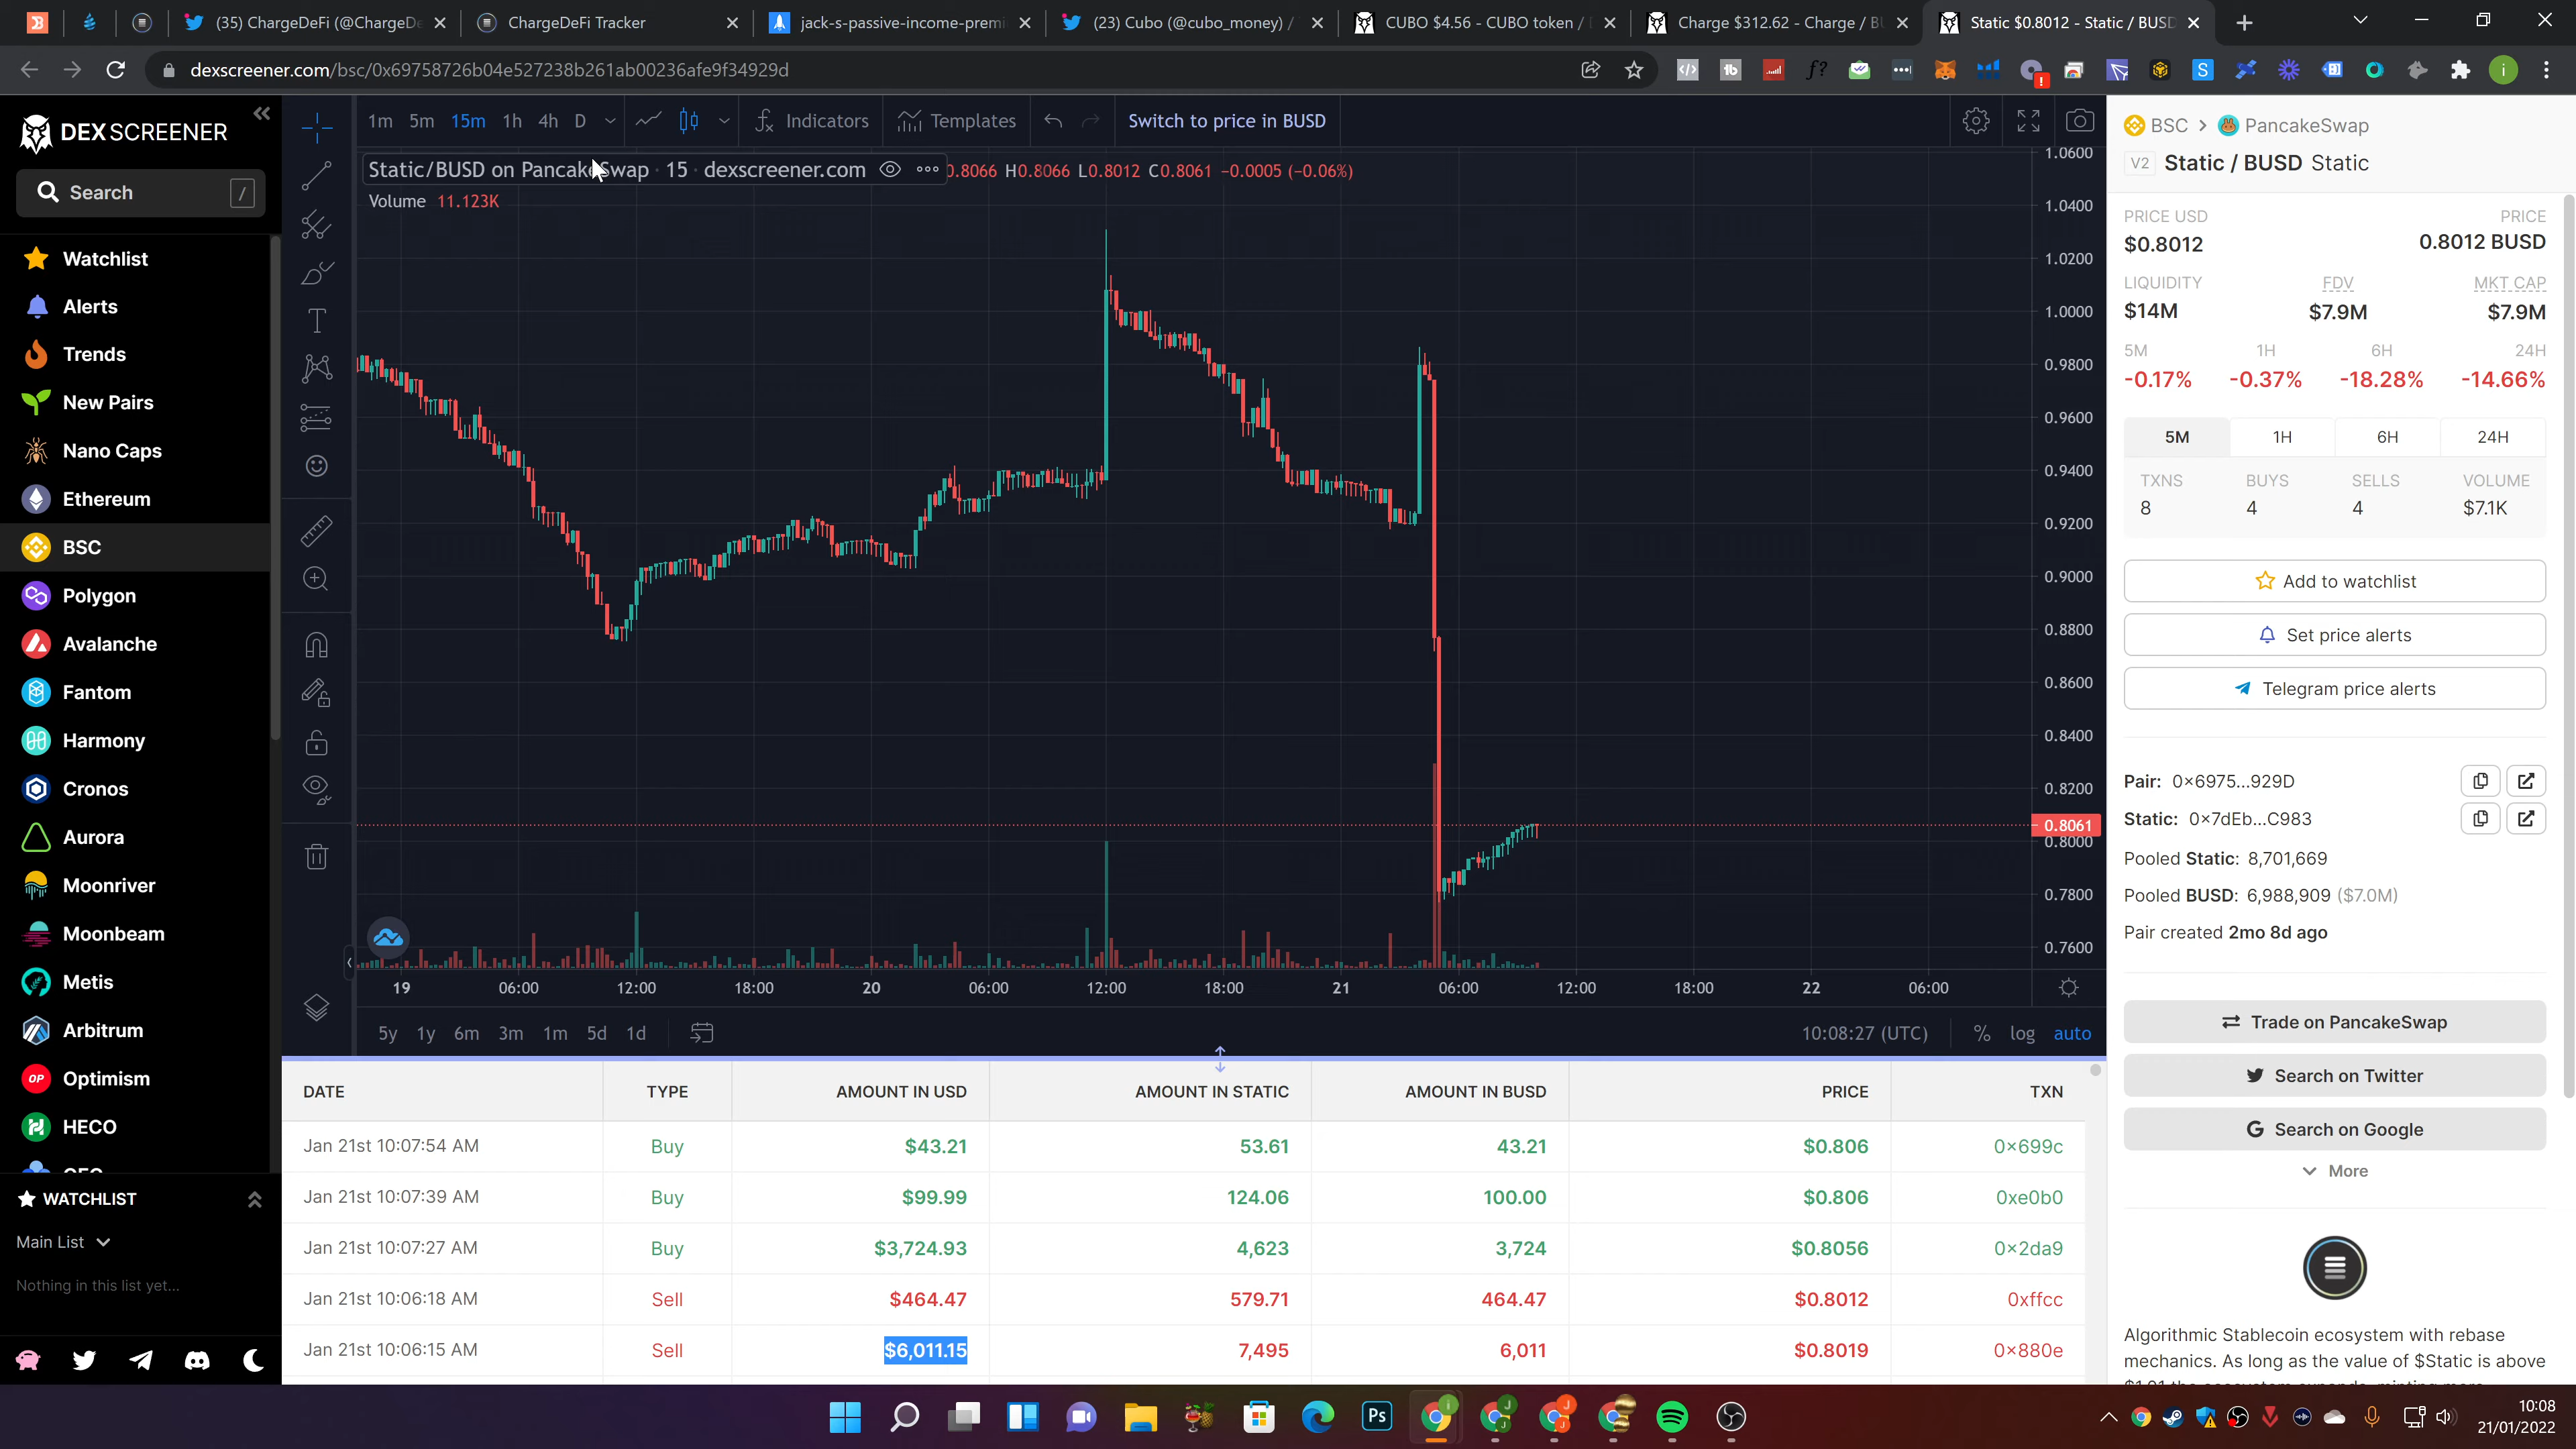 (35) ChargeDeFi (@ChargeDe
ChargeDeFi Tracker
jack-s-passive-income-premi
(23) Cubo (@cubo_money) /
CUBO $4.56 - CUBO token /
Charge $312.62 - Charge / BU
Static $0.8012 - Static / BUSD
dexscreener.com/bsc/0x69758726b04e527238b261ab00236afe9f34929d
DEX SCREENER
Search /
Watchlist
Alerts
Trends
New Pairs
Nano Caps
Ethereum
BSC
Polygon
Avalanche
Fantom
Harmony
Cronos
Aurora
Moonriver
Moonbeam
Metis
Arbitrum
Optimism
HECO
WATCHLIST
Main List
Nothing in this list yet...
1m 5m 15m 1h 4h D Indicators Templates Switch to price in BUSD
Static/BUSD on PancakeSwap · 15 · dexscreener.com 0.8066 H0.8066 L0.8012 C0.8061 -0.0005 (-0.06%)
Volume 11.123K
1.0600
1.0400
1.0200
1.0000
0.9800
0.9600
0.9400
0.9200
0.9000
0.8800
0.8600
0.8400
0.8200
0.8061
0.8000
0.7800
0.7600
19 06:00 12:00 18:00 20 06:00 12:00 18:00 21 06:00 12:00 18:00 22 06:00
5y 1y 6m 3m 1m 5d 1d 10:08:27 (UTC) % log auto
DATE TYPE AMOUNT IN USD AMOUNT IN STATIC AMOUNT IN BUSD PRICE TXN
Jan 21st 10:07:54 AM Buy $43.21 53.61 43.21 $0.806 0x699c
Jan 21st 10:07:39 AM Buy $99.99 124.06 100.00 $0.806 0xe0b0
Jan 21st 10:07:27 AM Buy $3,724.93 4,623 3,724 $0.8056 0x2da9
Jan 21st 10:06:18 AM Sell $464.47 579.71 464.47 $0.8012 0xffcc
Jan 21st 10:06:15 AM Sell $6,011.15 7,495 6,011 $0.8019 0x880e
BSC > PancakeSwap
V2 Static / BUSD Static
PRICE USD PRICE
$0.8012 0.8012 BUSD
LIQUIDITY FDV MKT CAP
$14M $7.9M $7.9M
5M 1H 6H 24H
-0.17% -0.37% -18.28% -14.66%
5M 1H 6H 24H
TXNS BUYS SELLS VOLUME
8 4 4 $7.1K
Add to watchlist
Set price alerts
Telegram price alerts
Pair: 0x6975...929D
Static: 0x7dEb...C983
Pooled Static: 8,701,669
Pooled BUSD: 6,988,909 ($7.0M)
Pair created 2mo 8d ago
Trade on PancakeSwap
Search on Twitter
Search on Google
More
Algorithmic Stablecoin ecosystem with rebase
mechanics. As long as the value of $Static is above
10:08
21/01/2022